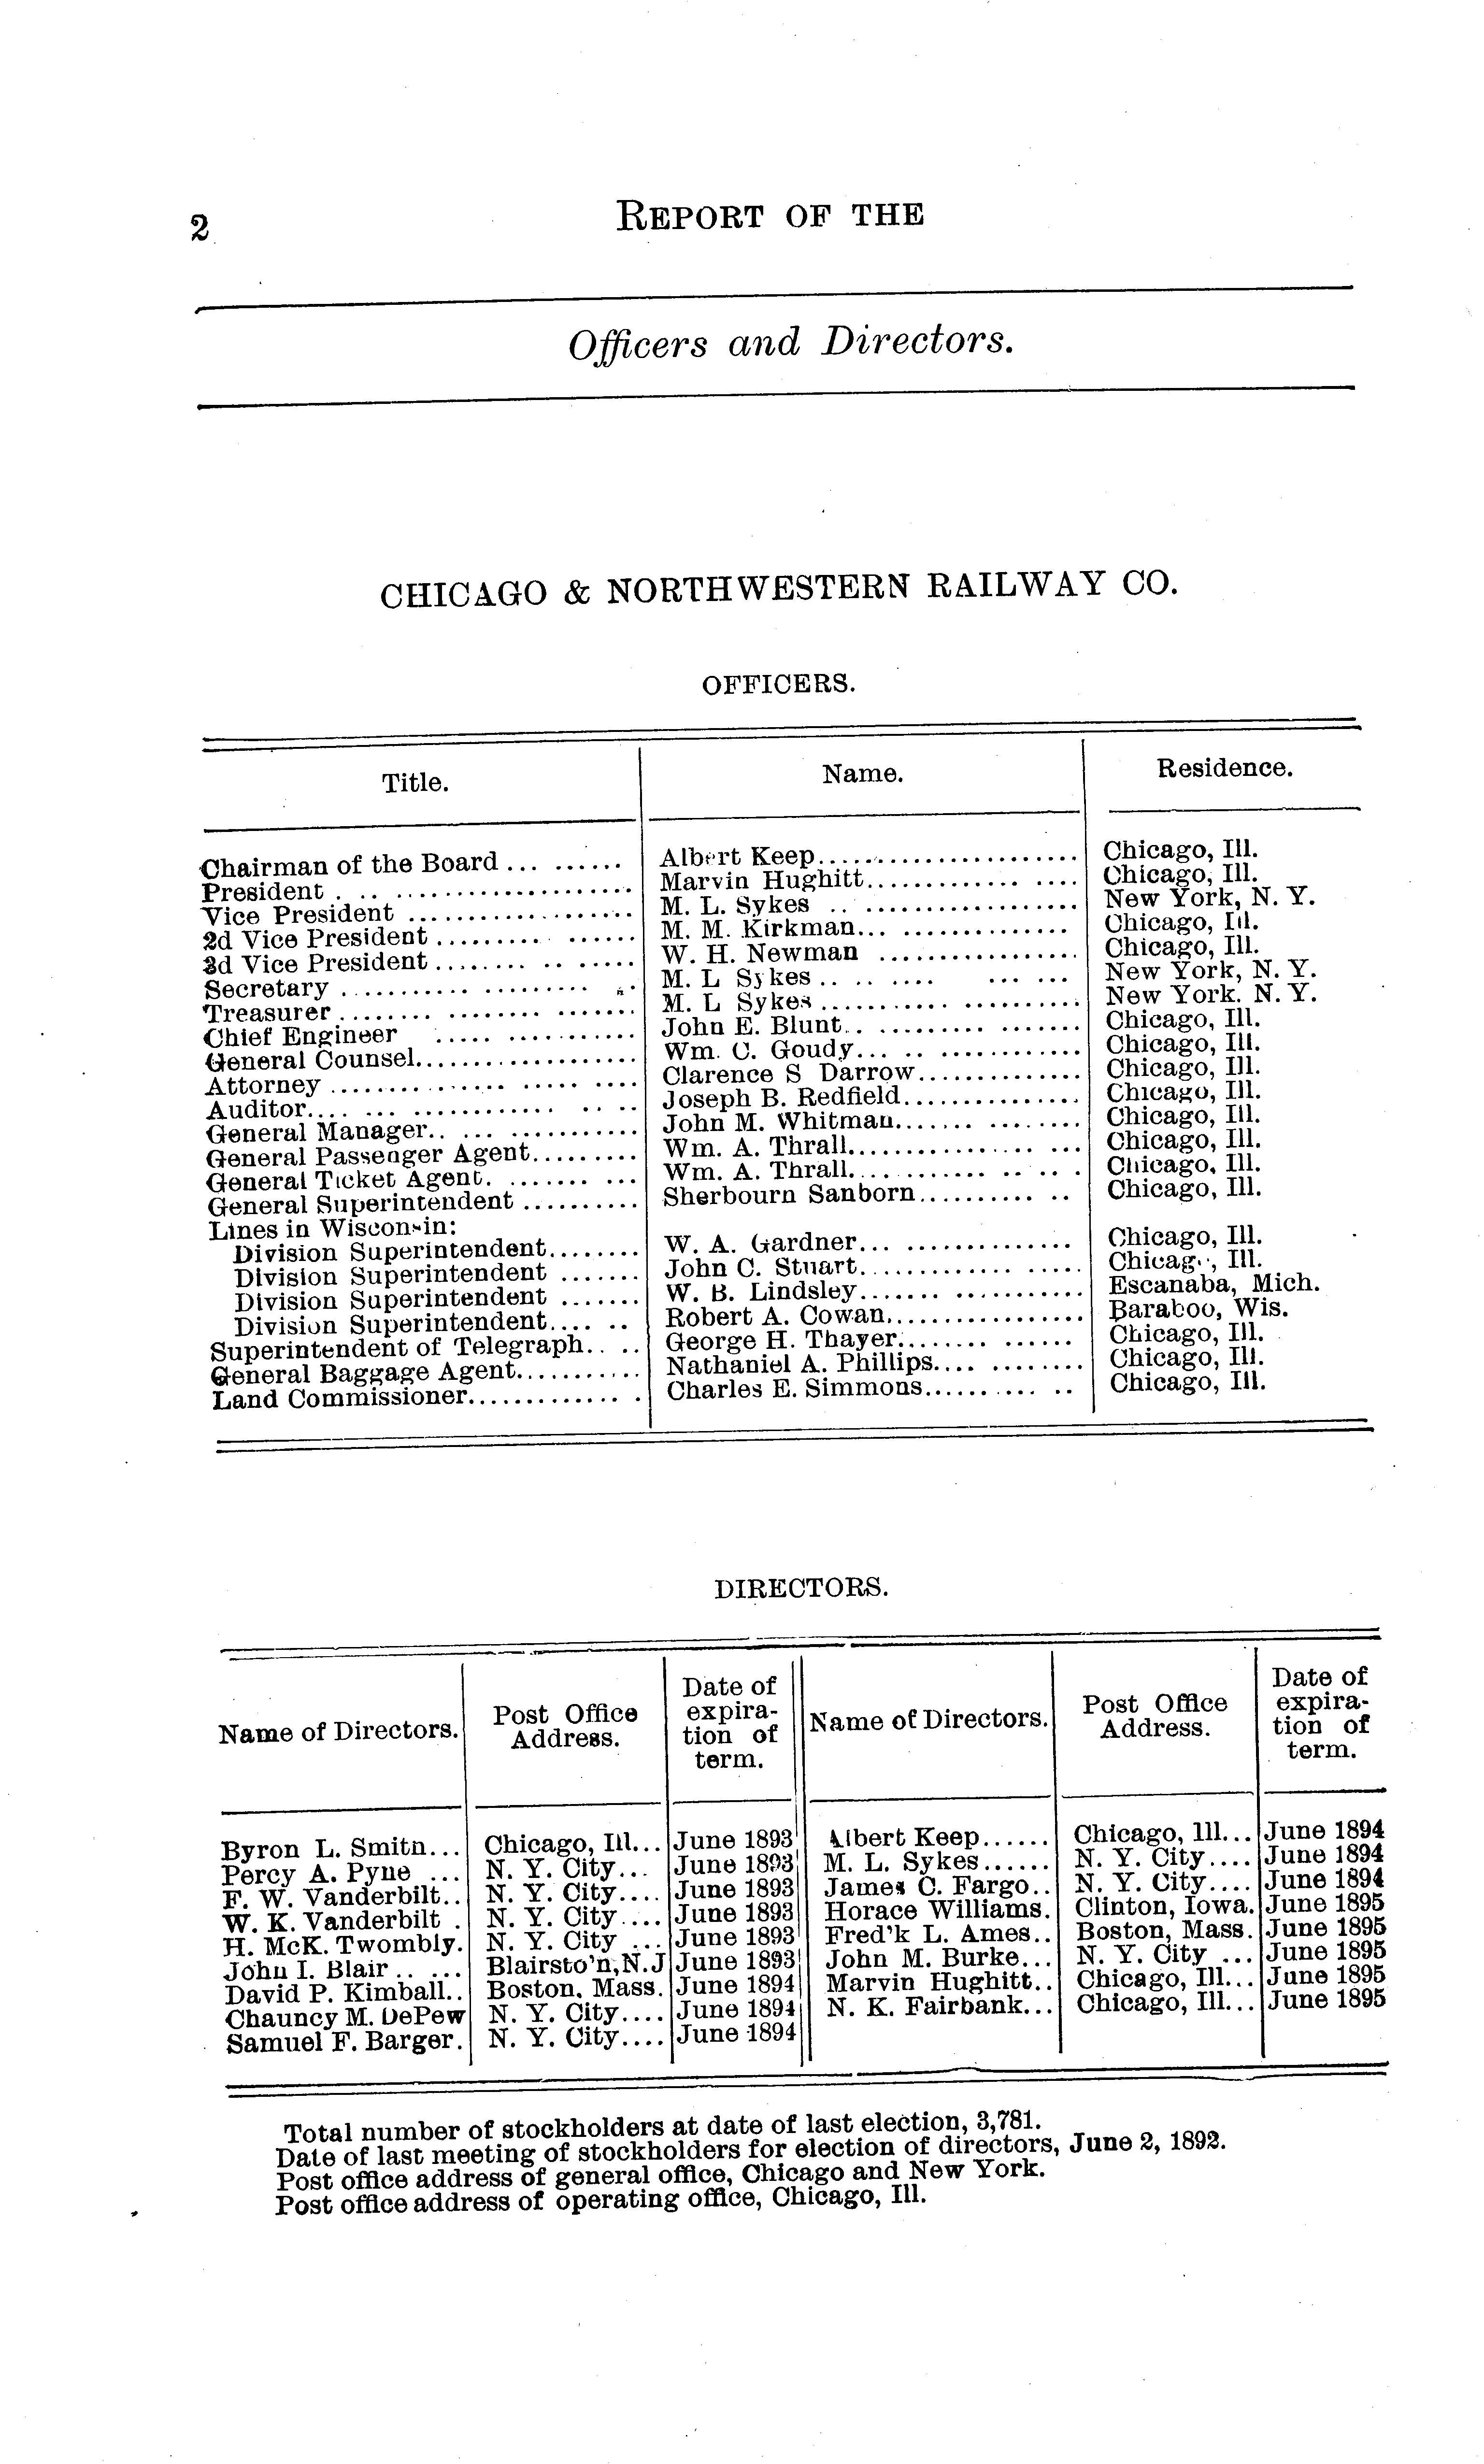 2 REPORT OF THE
Officers and Directors.
CHICAGO & NORTHWESTERN RAILWAY CO.
OFFICERS.
Title. Name. Residence.
Chairman of the Board ... ...... Albert Keep...................... Chicago, Ill.
President . .. ................... Marvin Hughitt............. .... Chicago, Ill.
Vice President ................... M. L. Sykes .. .................. New York, N. Y.
2d Vice President ......... ...... M. M. Kirkman... .............. Chicago, Ill.
3d Vice President ........ .. ..... W. H. Newman ................. Chicago, Ill.
Secretary ........... ......... .. M. L Sykes .. .. .... ... ... New York, N. Y.
Treasurer ........ ........ ....... M. L Sykes ........... .......... New York. N. Y.
Chief Engineer ..... ........... John E. Blunt.. ......... ....... Chicago, Ill.
General Counsel................... Wm. C. Goudy... .. ............ Chicago, Ill.
Attorney ............... ..... .... Clarence S Darrow.............. Chicago, Ill.
Auditor.... ... ............ .. .. Joseph B. Redfield............... Chicago, Ill.
General Manager.. ... ........... John M. Whitman....... ........ Chicago, Ill.
General Passenger Agent......... Wm. A. Thrall................ ... Chicago, Ill.
General Ticket Agent. ....... ... Wm. A. Thrall............ .. .. . Chicago. Ill.
General Superintendent .......... Sherbourn Sanborn.......... .. Chicago, Ill.
Lines in Wisconsin:
Division Superintendent........ W. A. Gardner... .............. Chicago, Ill.
Division Superintendent ....... John C. Stuart.............. ..... Chicag., Ill.
Division Superintendent ....... W. B. Lindsley....... ........... Escanaba, Mich.
Division Superintendent.... .. Robert A. Cowan................. Baraboo, Wis.
Superintendent of Telegraph.. .. George H. Thayer........ ...... Chicago, Ill.
General Baggage Agent........... Nathaniel A. Phillips.... ........ Chicago, Ill.
Land Commissioner............. . Charles E. Simmons.......... .. Chicago, Ill.
DIRECTORS.
Name of Directors. Post Office Address. Date of expira- tion of term. Name of Directors. Post Office Address. Date of expira- tion of term.
Byron L. Smith... Chicago, Ill... June 1893 Albert Keep...... Chicago, Ill... June 1894
Percy A. Pyne ... N. Y. City... June 1893 M. L. Sykes...... N. Y. City.... June 1894
F. W. Vanderbilt.. N. Y. City.... June 1893 James C. Fargo.. N. Y. City.... June 1894
W. K. Vanderbilt . N. Y. City.... June 1893 Horace Williams. Clinton, Iowa. June 1895
H. McK. Twombly. N. Y. City ... June 1893 Fred'k L. Ames.. Boston, Mass. June 1895
John I. Blair .. ... Blairsto'n, N. J June 1893 John M. Burke... N. Y. City ... June 1895
David P. Kimball.. Boston. Mass. June 1894 Marvin Hughitt.. Chicago, Ill... June 1895
Chauncy M. DePew N. Y. City.... June 1894 N. K. Fairbank... Chicago, Ill... June 1895
Samuel F. Barger. N. Y. City.... June 1894
Total number of stockholders at date of last election, 3,781.
Date of last meeting of stockholders for election of directors, June 2, 1892.
Post office address of general office, Chicago and New York.
Post office address of operating office, Chicago, Ill.